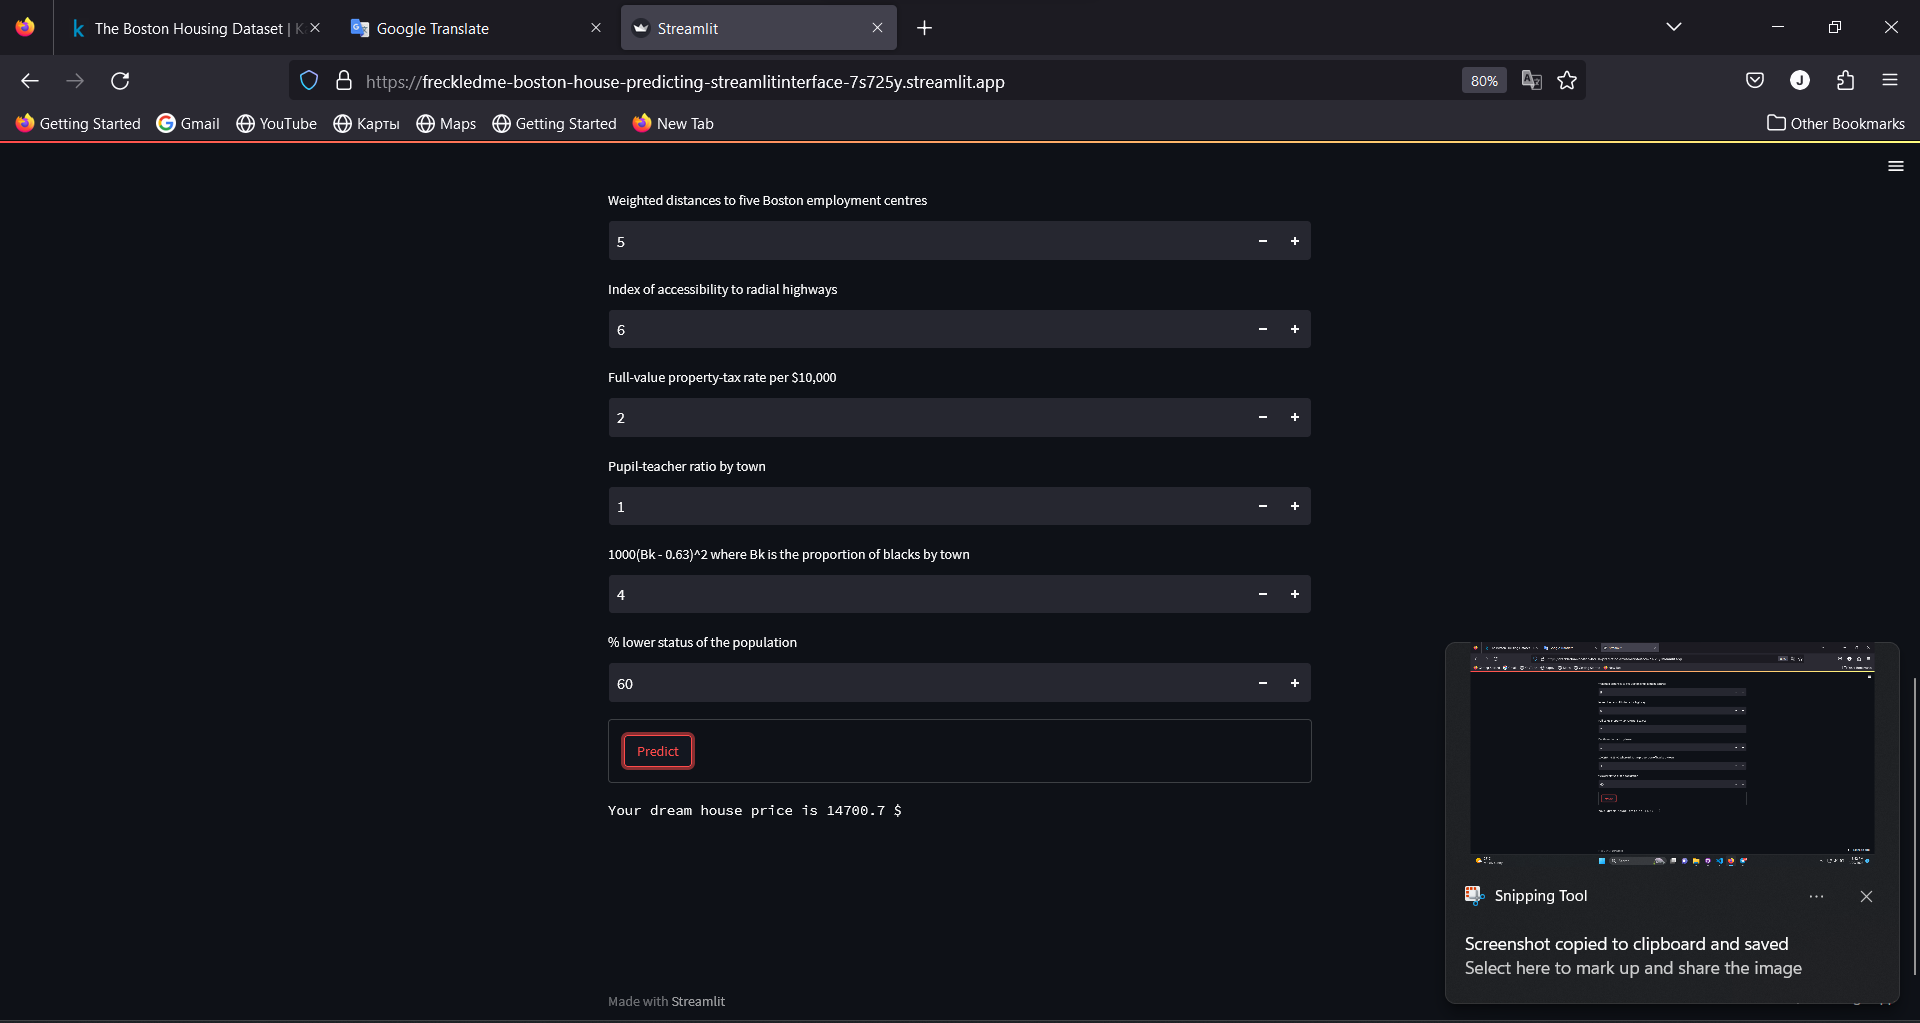 The Boston Housing Dataset | K
Google Translate
Streamlit
https://freckledme-boston-house-predicting-streamlitinterface-7s725y.streamlit.app
80%
J
Getting Started
Gmail
YouTube
Карты
Maps
Getting Started
New Tab
Other Bookmarks
Weighted distances to five Boston employment centres
5
Index of accessibility to radial highways
6
Full-value property-tax rate per $10,000
2
Pupil-teacher ratio by town
1
1000(Bk - 0.63)^2 where Bk is the proportion of blacks by town
4
% lower status of the population
60
Predict
Your dream house price is 14700.7 $
Snipping Tool
Screenshot copied to clipboard and saved
Select here to mark up and share the image
Made with Streamlit